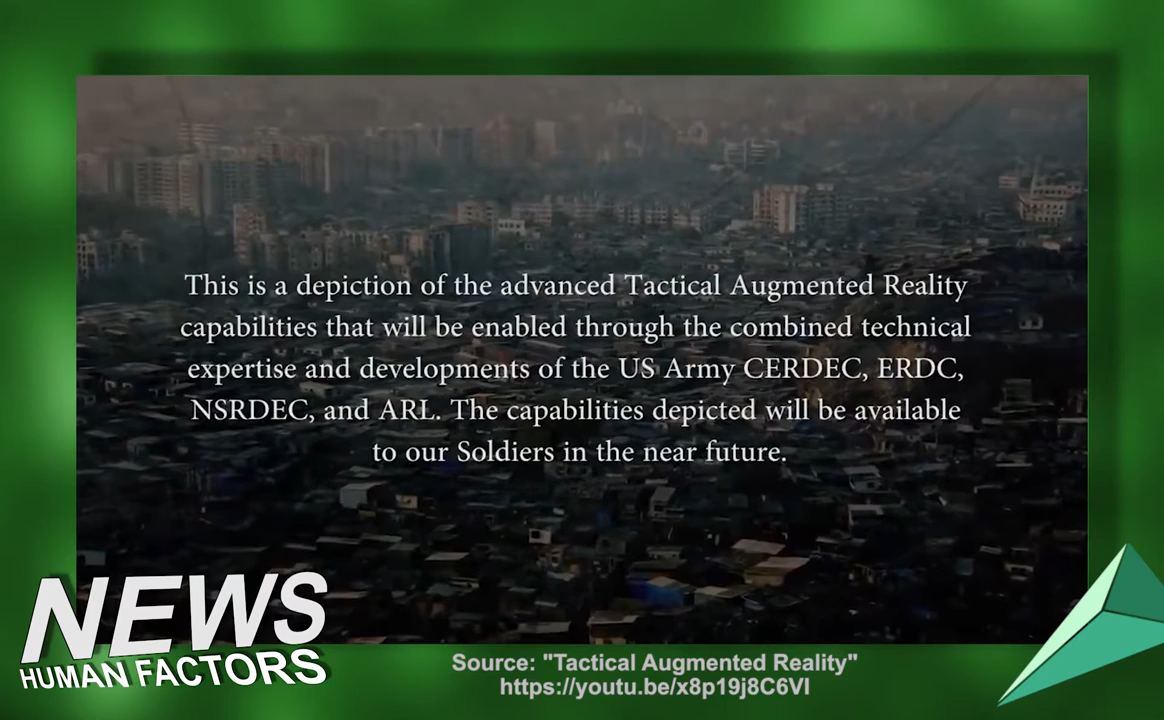 This is a depiction of the advanced Tactical Augmented Reality
capabilities that will be enabled through the combined technical
expertise and developments of the US Army CERDEC, ERDC,
NSRDEC, and ARL. The capabilities depicted will be available
to our Soldiers in the near future.
NEWS
HUMAN FACTORS
Source: "Tactical Augmented Reality"
https://youtu.be/x8p19j8C6VI